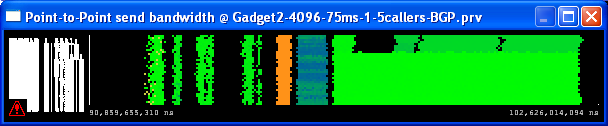 Point-to-Point send bandwidth @ Gadget2-4096-75ms-1-5callers-BGP.prv
90,859,655,310 ns
102,626,014,094 ns